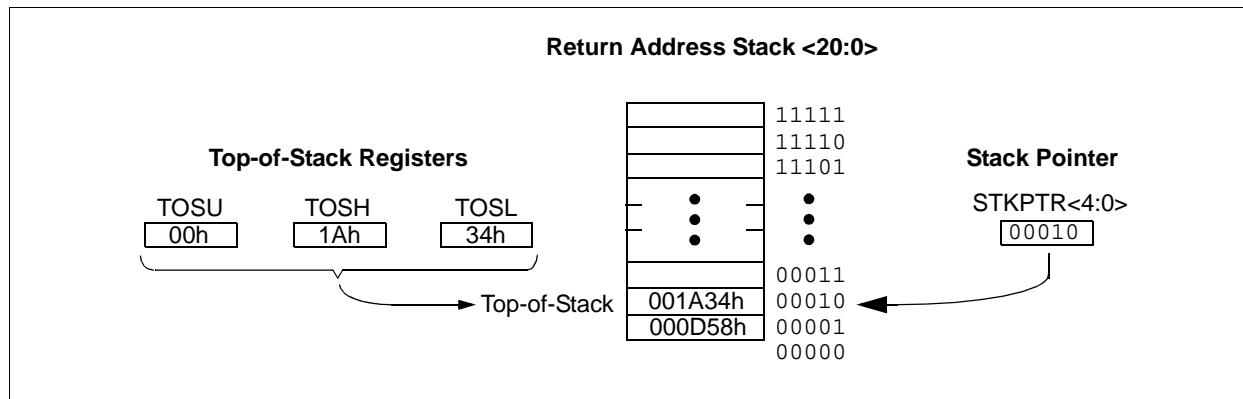 Return Address Stack <20:0>
11111
11110
11101
Top-of-Stack Registers
Stack Pointer
TOSU TOSH TOSL
STKPTR<4:0>
00h 1Ah 34h
00010
00011
Top-of-Stack 001A34h 00010
000D58h 00001
00000